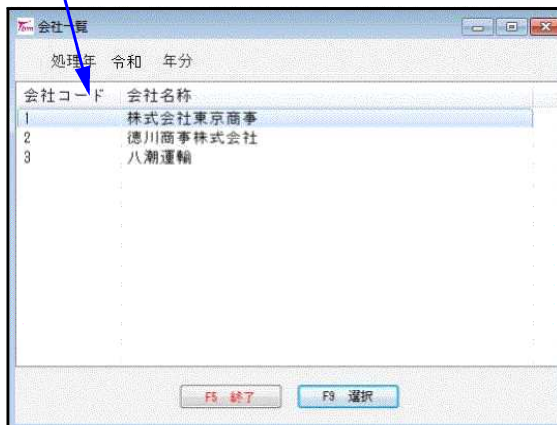 会社一覧
処理年 令和 年分
会社コード 会社名称
1 株式会社東京商事
2 徳川商事株式会社
3 八潮運輸
F5 終了 F9 選択